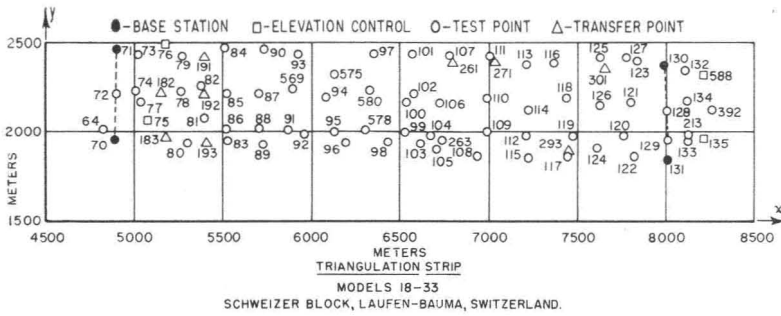 y
●-BASE STATION □-ELEVATION CONTROL ○-TEST POINT △-TRANSFER POINT
2500
71 73 76 79 191 84 90 93 97 101 107 261 111 271 113 116 125 127 301 123 130 132 588
72 74 182 78 82 192 85 87 569 94 575 580 102 100 106 110 114 118 126 121 128 134 392
64 77 75 81 86 88 91 95 578 99 104 109 112 119 120 129 213
2000
70 183 80 193 83 89 92 96 98 103 105 263 108 115 293 117 124 122 131 133 135
METERS
1500
4500 5000 5500 6000 6500 7000 7500 8000 8500
x
METERS
TRIANGULATION STRIP
MODELS 18-33
SCHWEIZER BLOCK, LAUFEN-BAUMA, SWITZERLAND.